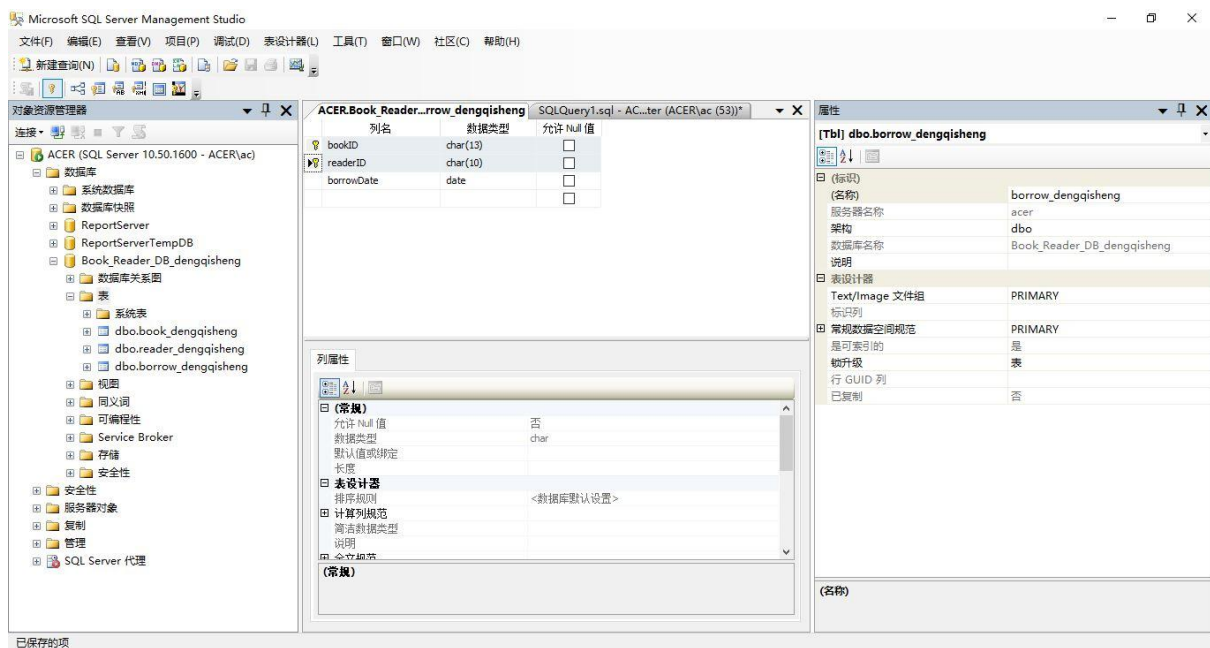 Microsoft SQL Server Management Studio
文件(F) 编辑(E) 查看(V) 项目(P) 调试(D) 表设计器(L) 工具(T) 窗口(W) 社区(C) 帮助(H)
新建查询(N)
对象资源管理器
连接
ACER (SQL Server 10.50.1600 - ACER\ac)
数据库
系统数据库
数据库快照
ReportServer
ReportServerTempDB
Book_Reader_DB_dengqisheng
数据库关系图
表
系统表
dbo.book_dengqisheng
dbo.reader_dengqisheng
dbo.borrow_dengqisheng
视图
同义词
可编程性
Service Broker
存储
安全性
安全性
服务器对象
复制
管理
SQL Server 代理
ACER.Book_Reader...rrow_dengqisheng SQLQuery1.sql - AC...ter (ACER\ac (53))*
列名 数据类型 允许 Null 值
bookID char(13)
readerID char(10)
borrowDate date
列属性
(常规)
允许 Null 值 否
数据类型 char
默认值或绑定
长度
表设计器
排序规则 <数据库默认设置>
计算列规范
简洁数据类型
说明
全文规范
(常规)
属性
[Tbl] dbo.borrow_dengqisheng
(标识)
(名称) borrow_dengqisheng
服务器名称 acer
架构 dbo
数据库名称 Book_Reader_DB_dengqisheng
说明
表设计器
Text/Image 文件组 PRIMARY
标识列
常规数据空间规范 PRIMARY
是可索引的 是
锁升级 表
行 GUID 列
已复制 否
(名称)
已保存的项